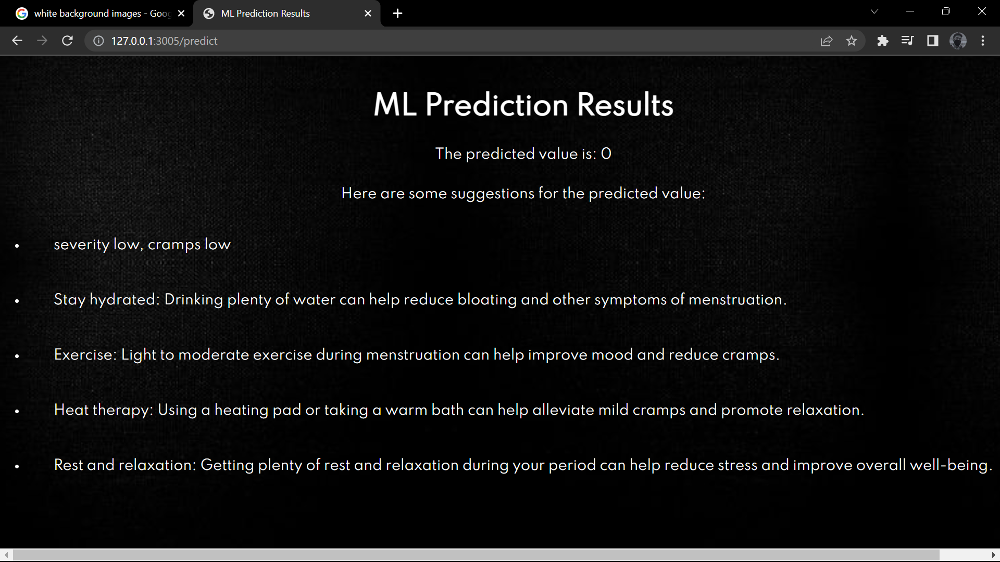 white background images - Goo
ML Prediction Results
127.0.0.1:3005/predict
ML Prediction Results
The predicted value is: 0
Here are some suggestions for the predicted value:
• severity low, cramps low
• Stay hydrated: Drinking plenty of water can help reduce bloating and other symptoms of menstruation.
• Exercise: Light to moderate exercise during menstruation can help improve mood and reduce cramps.
• Heat therapy: Using a heating pad or taking a warm bath can help alleviate mild cramps and promote relaxation.
• Rest and relaxation: Getting plenty of rest and relaxation during your period can help reduce stress and improve overall well-being.